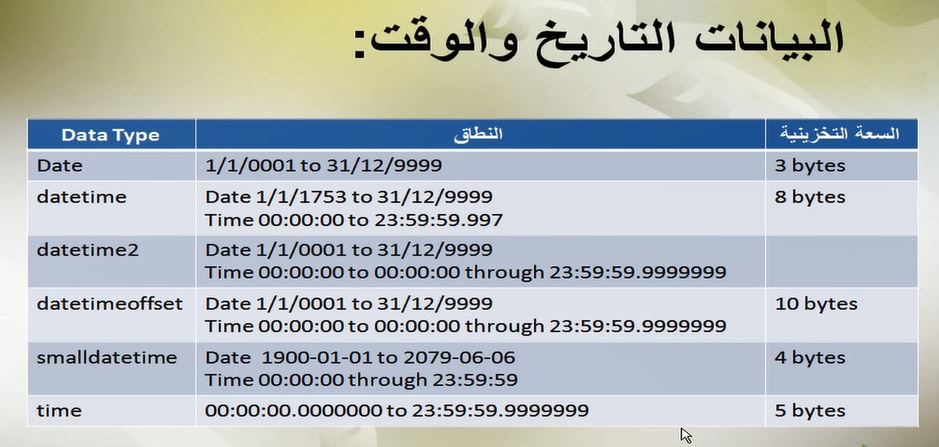 البيانات التاريخ والوقت:
Data Type النطاق السعة التخزينية
Date 1/1/0001 to 31/12/9999 3 bytes
datetime Date 1/1/1753 to 31/12/9999 8 bytes
Time 00:00:00 to 23:59:59.997
datetime2 Date 1/1/0001 to 31/12/9999
Time 00:00:00 to 00:00:00 through 23:59:59.9999999
datetimeoffset Date 1/1/0001 to 31/12/9999 10 bytes
Time 00:00:00 to 00:00:00 through 23:59:59.9999999
smalldatetime Date 1900-01-01 to 2079-06-06 4 bytes
Time 00:00:00 through 23:59:59
time 00:00:00.0000000 to 23:59:59.9999999 5 bytes